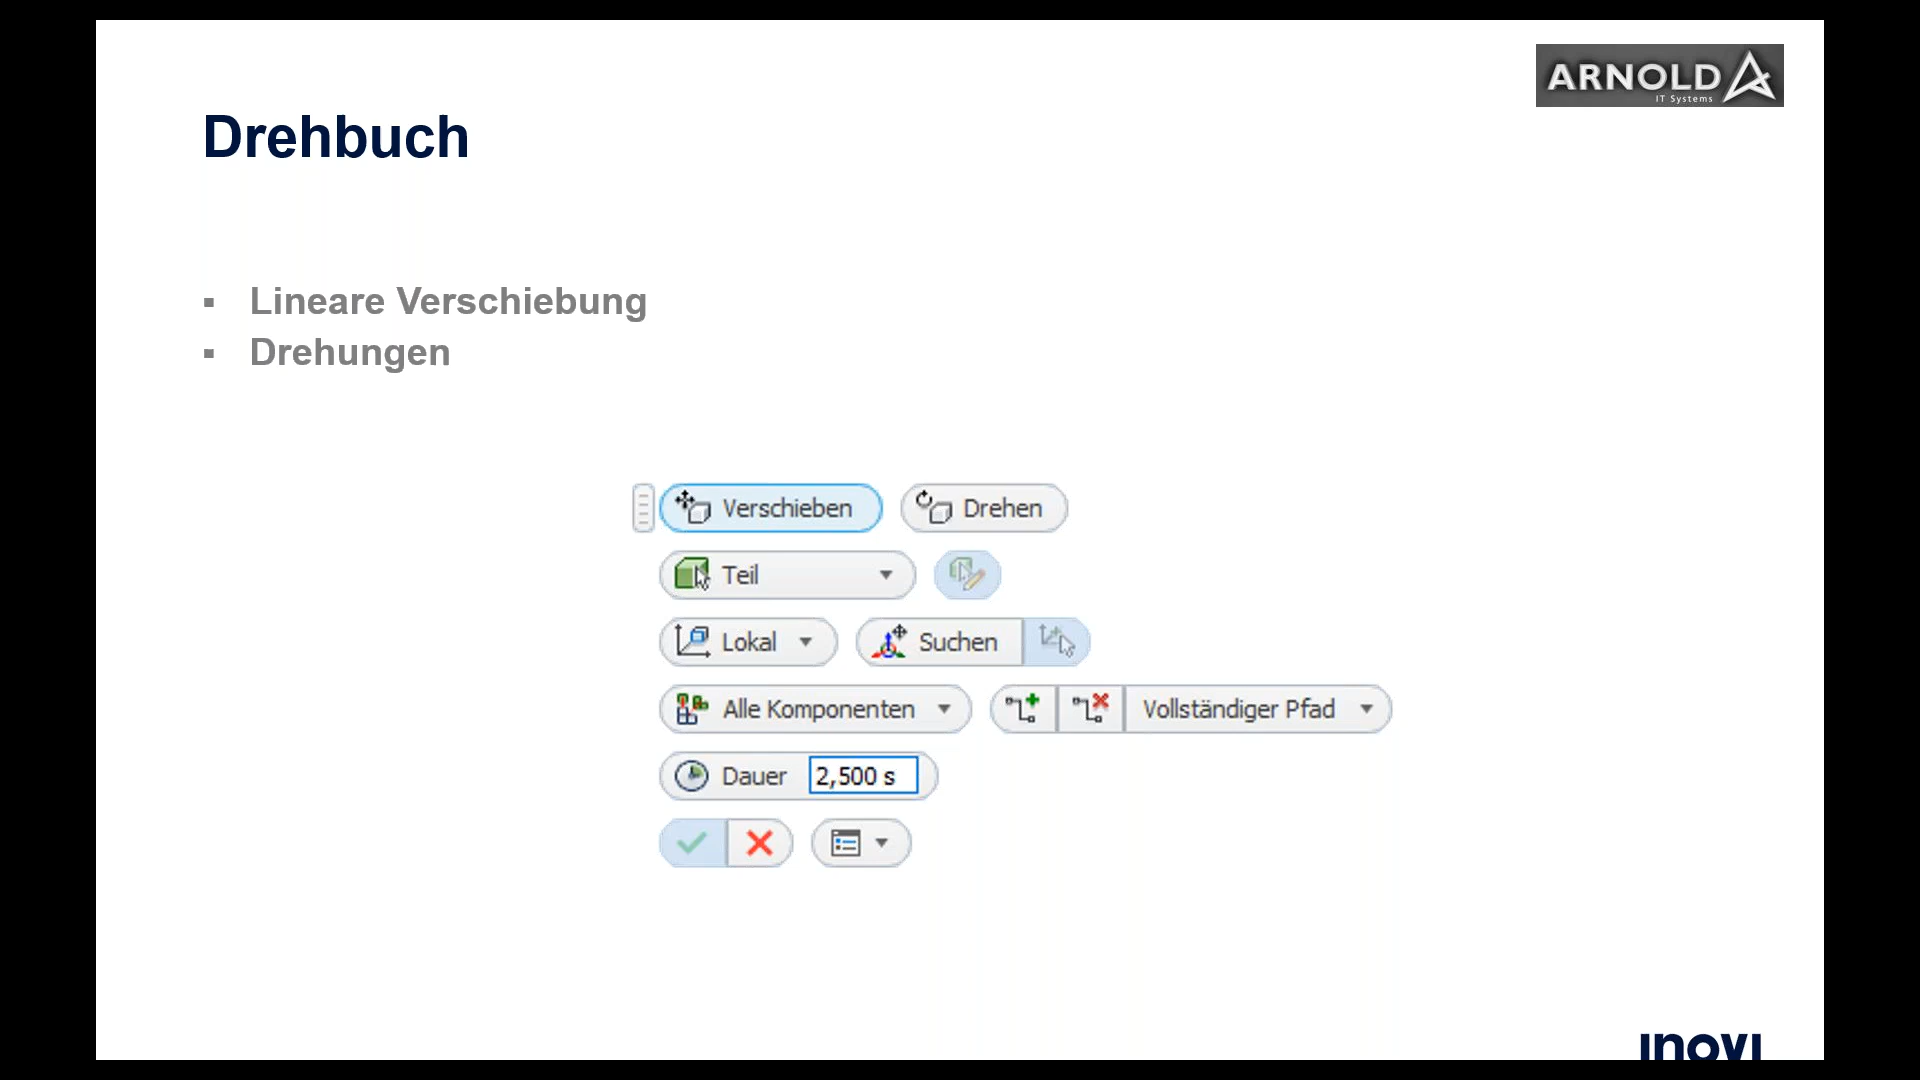 ARNOLD
IT Systems
Drehbuch
▪ Lineare Verschiebung
▪ Drehungen
Verschieben Drehen
Teil
Lokal Suchen
Alle Komponenten Vollständiger Pfad
Dauer 2,500 s
inovi